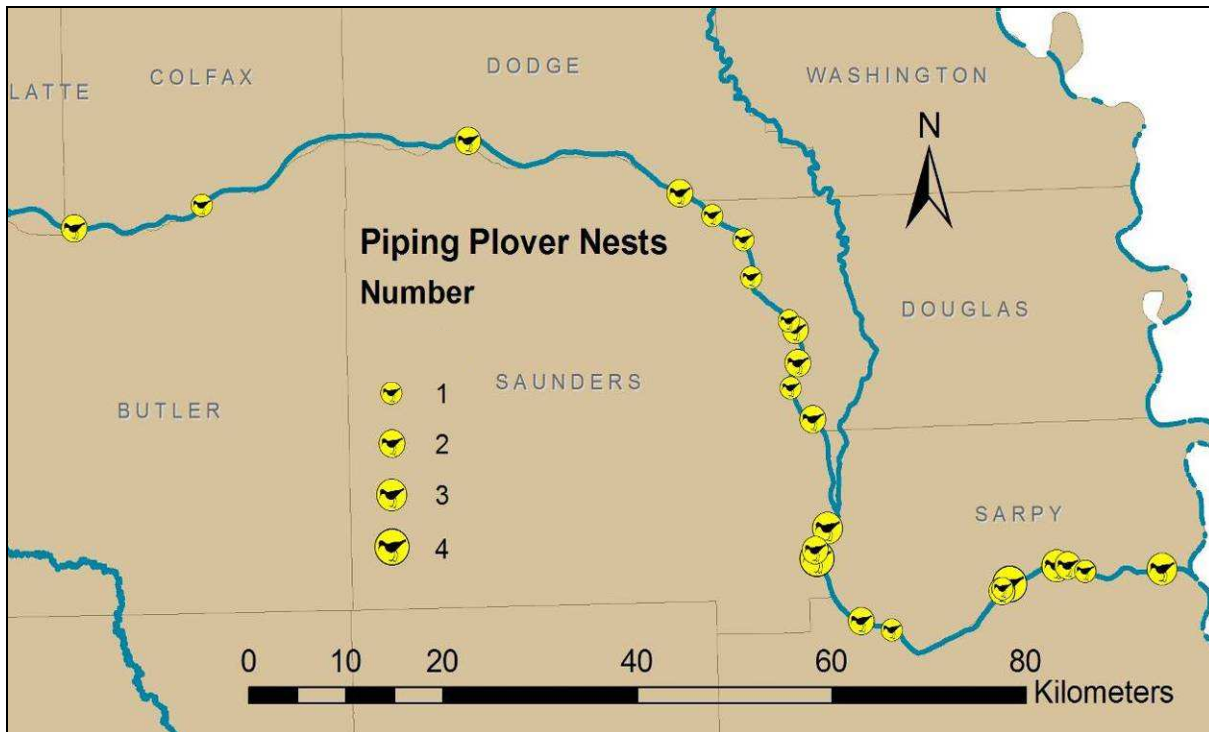 COLFAX
DODGE
WASHINGTON
LATTE
N
Piping Plover Nests
Number
DOUGLAS
1
SAUNDERS
BUTLER
2
3
SARPY
4
0 10 20 40 60 80
Kilometers